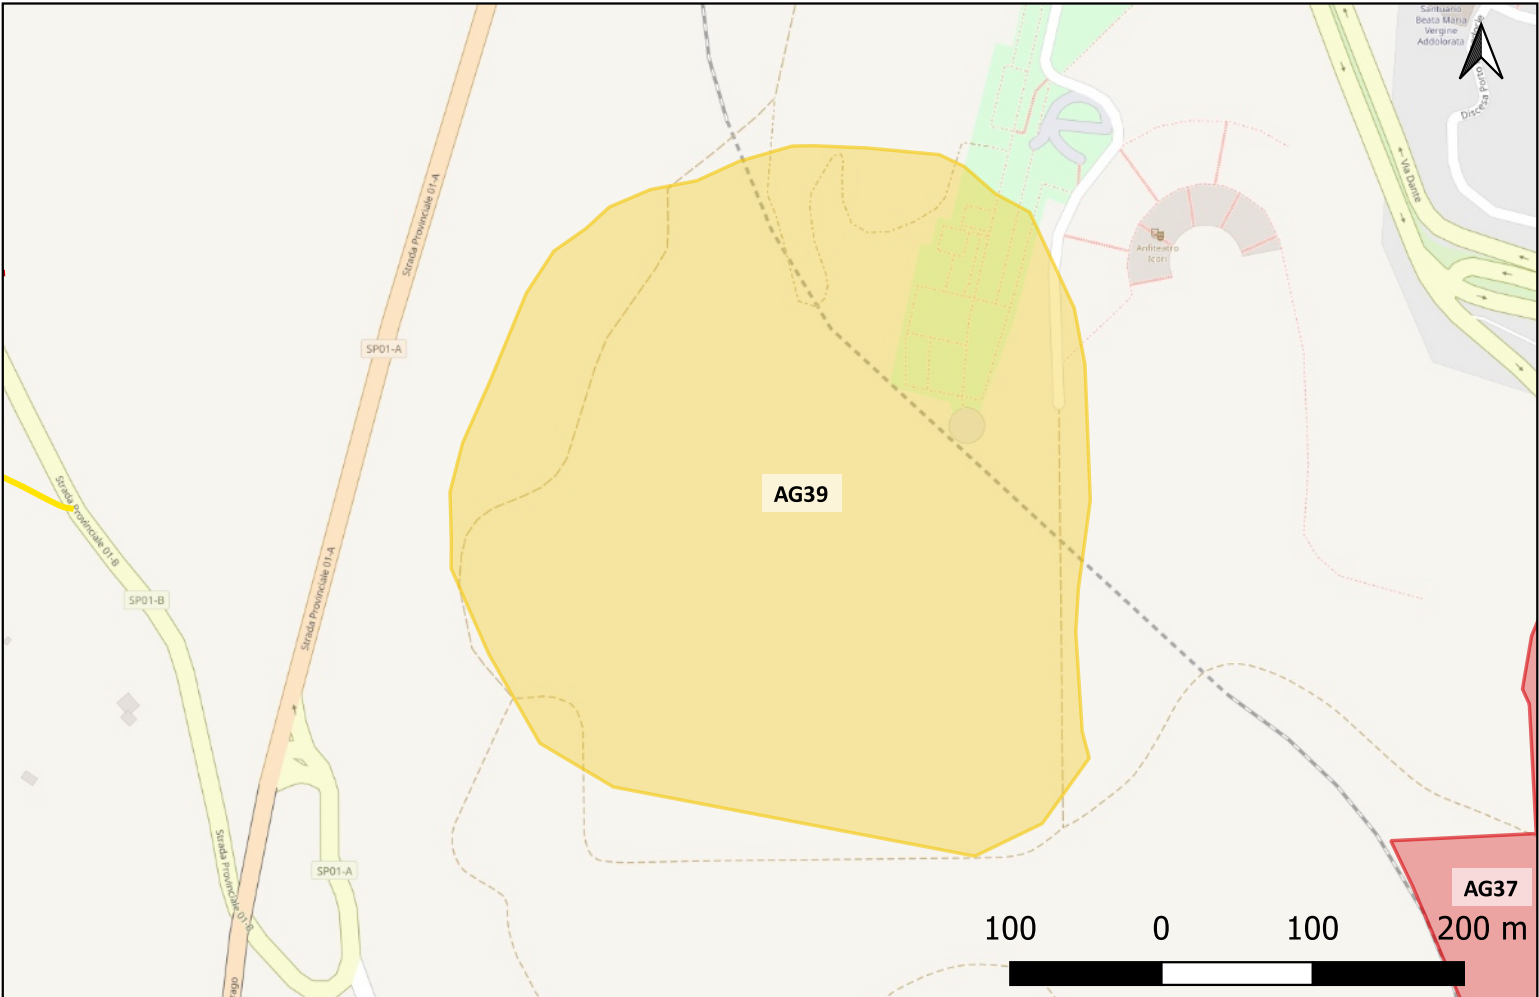 Santuario
Beata Maria
Vergine
Addolorata
Discesa Porto
Via Dante
Strada Provinciale 01-A
Anfiteatro
Icori
SP01-A
AG39
Strada Provinciale 01-B
Strada Provinciale 01-A
SP01-B
SP01-A
Strada Provinciale 01-B
AG37
100 0 100 200 m